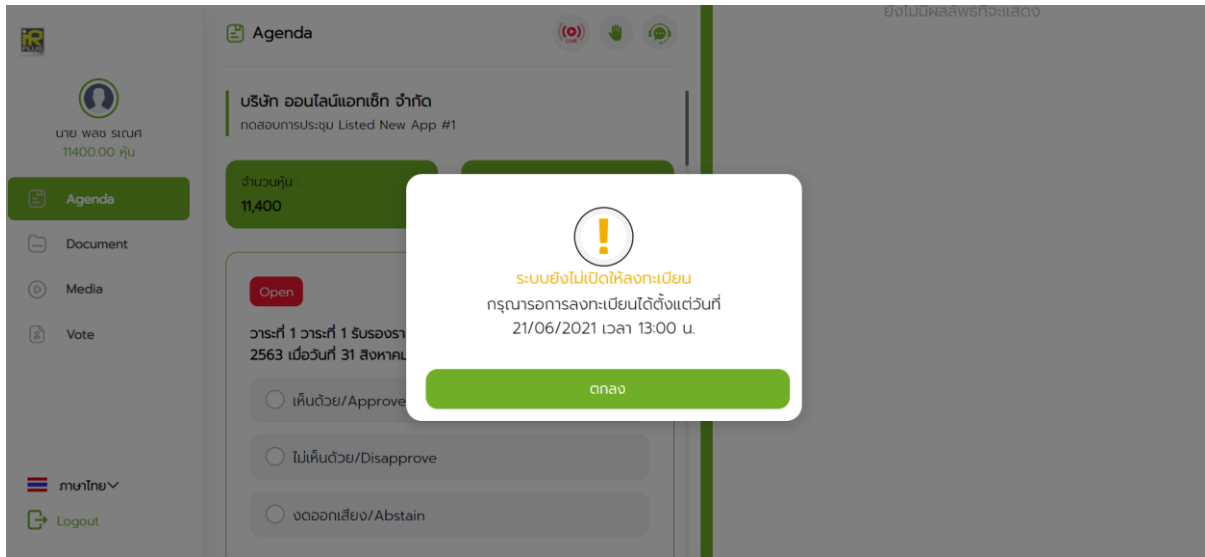 ยังไม่มีผลลัพธ์ที่จะแสดง
iR
PLUS
นาย พลช รเณศ
11400.00 หุ้น
Agenda
Document
Media
Vote
ภาษาไทย
Logout
Agenda
LIVE
บริษัท ออนไลน์แอทเซ็ท จำกัด
ทดสอบการประชุม Listed New App #1
จำนวนหุ้น :
11,400
Open
วาระที่ 1 วาระที่ 1 รับรองรา
2563 เมื่อวันที่ 31 สิงหาคม
เห็นด้วย/Approve
ไม่เห็นด้วย/Disapprove
งดออกเสียง/Abstain
ระบบยังไม่เปิดให้ลงทะเบียน
กรุณารอการลงทะเบียนได้ตั้งแต่วันที่
21/06/2021 เวลา 13:00 น.
ตกลง